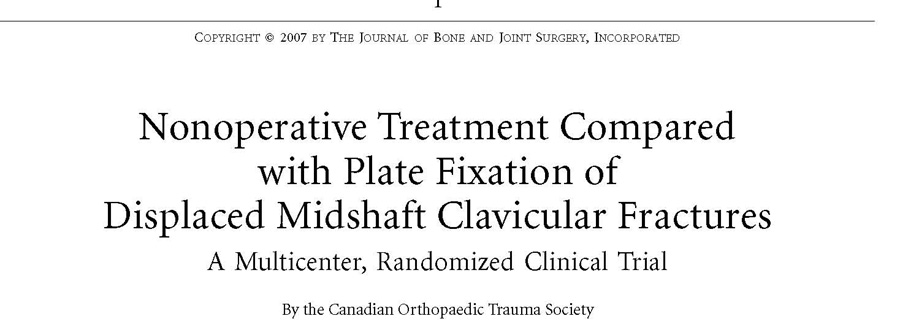 COPYRIGHT © 2007 BY THE JOURNAL OF BONE AND JOINT SURGERY, INCORPORATED
Nonoperative Treatment Compared
with Plate Fixation of
Displaced Midshaft Clavicular Fractures
A Multicenter, Randomized Clinical Trial
By the Canadian Orthopaedic Trauma Society